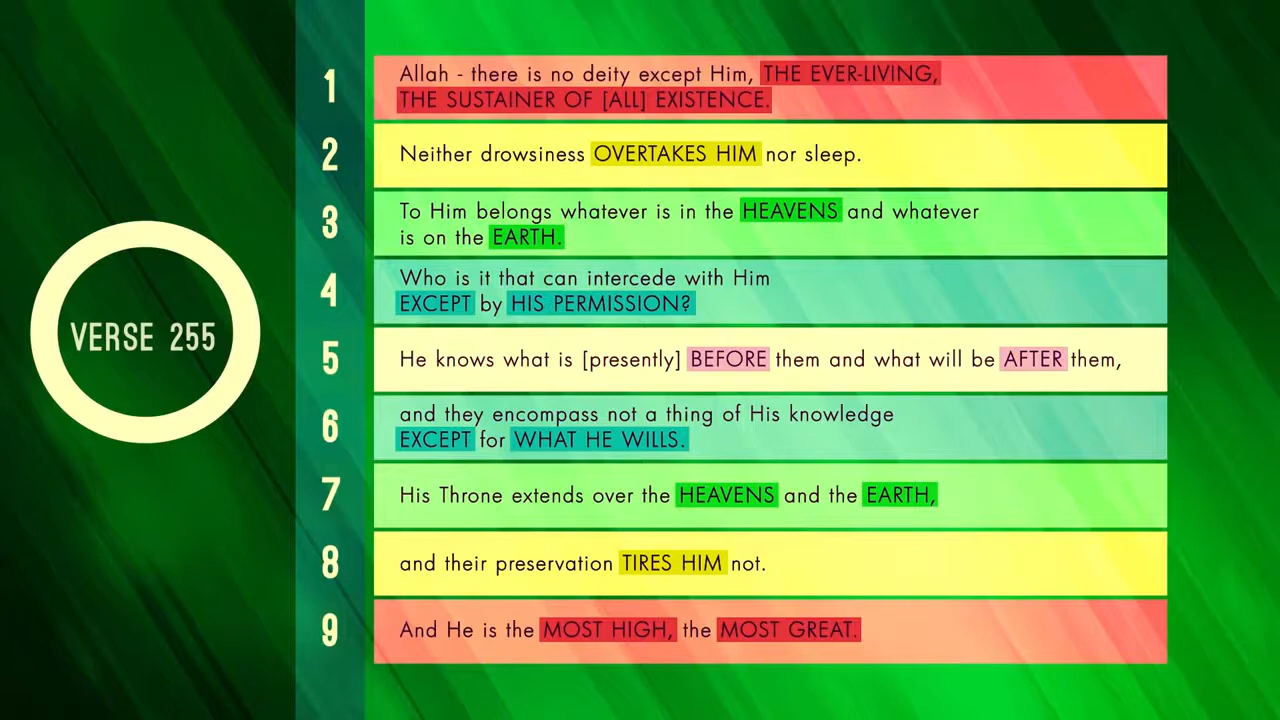 VERSE 255
1
Allah - there is no deity except Him, THE EVER-LIVING,
THE SUSTAINER OF [ALL] EXISTENCE.
2
Neither drowsiness OVERTAKES HIM nor sleep.
3
To Him belongs whatever is in the HEAVENS and whatever
is on the EARTH.
4
Who is it that can intercede with Him
EXCEPT by HIS PERMISSION?
5
He knows what is [presently] BEFORE them and what will be AFTER them,
6
and they encompass not a thing of His knowledge
EXCEPT for WHAT HE WILLS.
7
His Throne extends over the HEAVENS and the EARTH,
8
and their preservation TIRES HIM not.
9
And He is the MOST HIGH, the MOST GREAT.